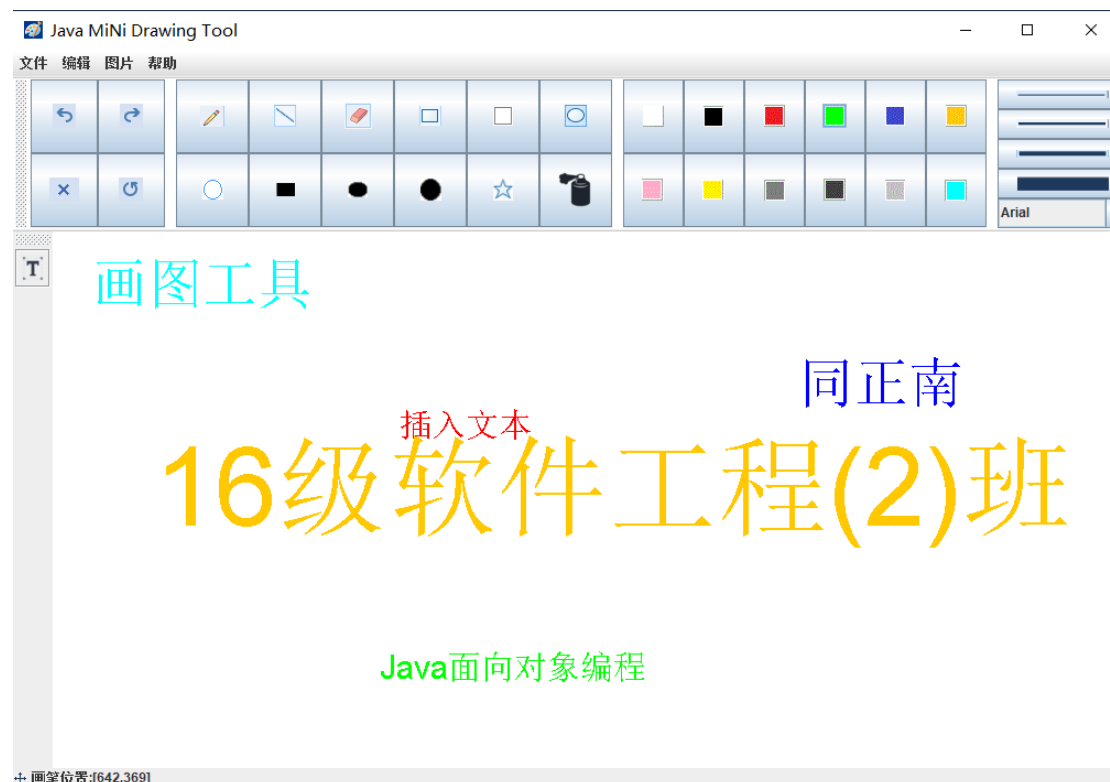 Java MiNi Drawing Tool
文件 编辑 图片 帮助
Arial
T
画图工具
同正南
插入文本
16级软件工程(2)班
Java面向对象编程
画笔位置:[642,369]